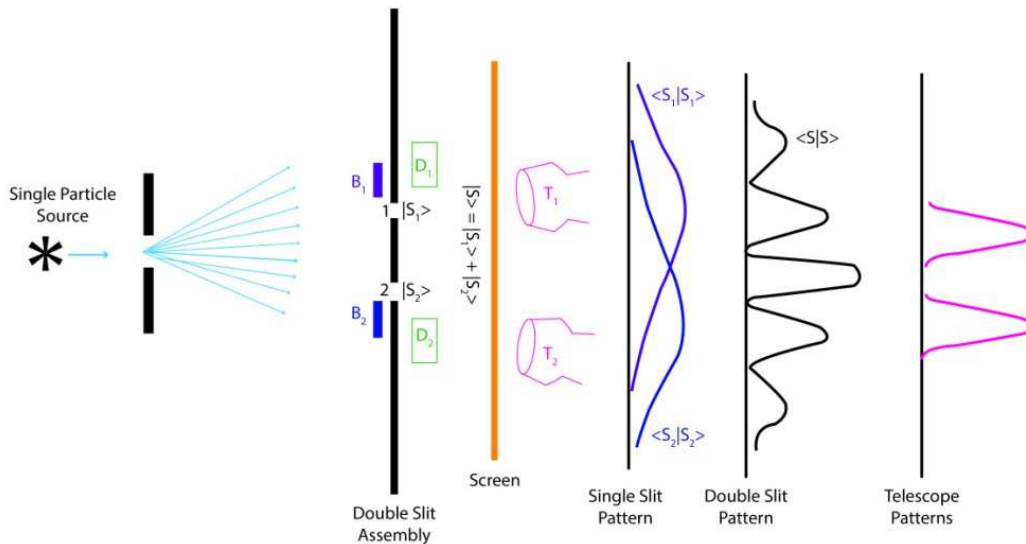 Single Particle
Source
*
B₁
D₁
1 |S₁>
2 |S₂>
B₂
D₂
Double Slit
Assembly
|S> = |S₁> + |S₂>
Screen
T₁
T₂
<S₁|S₁>
<S₂|S₂>
Single Slit
Pattern
<S|S>
Double Slit
Pattern
Telescope
Patterns